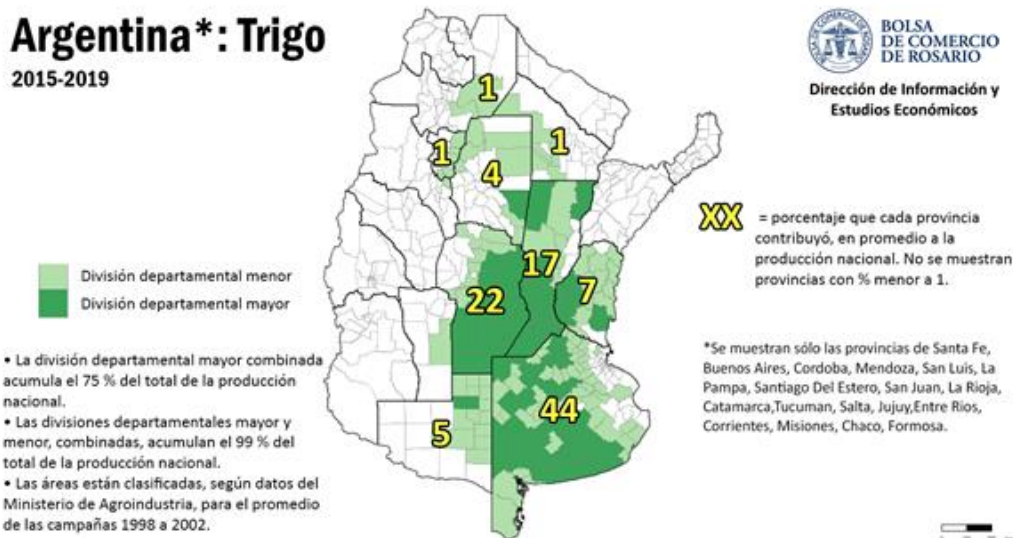 Argentina*: Trigo
2015-2019
BOLSA
DE COMERCIO
DE ROSARIO
BOLSA DE COMERCIO DE ROSARIO
Dirección de Información y
Estudios Económicos
1
1
1
4
17
7
22
44
5
XX = porcentaje que cada provincia
contribuyó, en promedio a la
producción nacional. No se muestran
provincias con % menor a 1.
División departamental menor
División departamental mayor
• La división departamental mayor combinada
acumula el 75 % del total de la producción
nacional.
• Las divisiones departamentales mayor y
menor, combinadas, acumulan el 99 % del
total de la producción nacional.
• Las áreas están clasificadas, según datos del
Ministerio de Agroindustria, para el promedio
de las campañas 1998 a 2002.
*Se muestran sólo las provincias de Santa Fe,
Buenos Aires, Cordoba, Mendoza, San Luis, La
Pampa, Santiago Del Estero, San Juan, La Rioja,
Catamarca,Tucuman, Salta, Jujuy,Entre Rios,
Corrientes, Misiones, Chaco, Formosa.